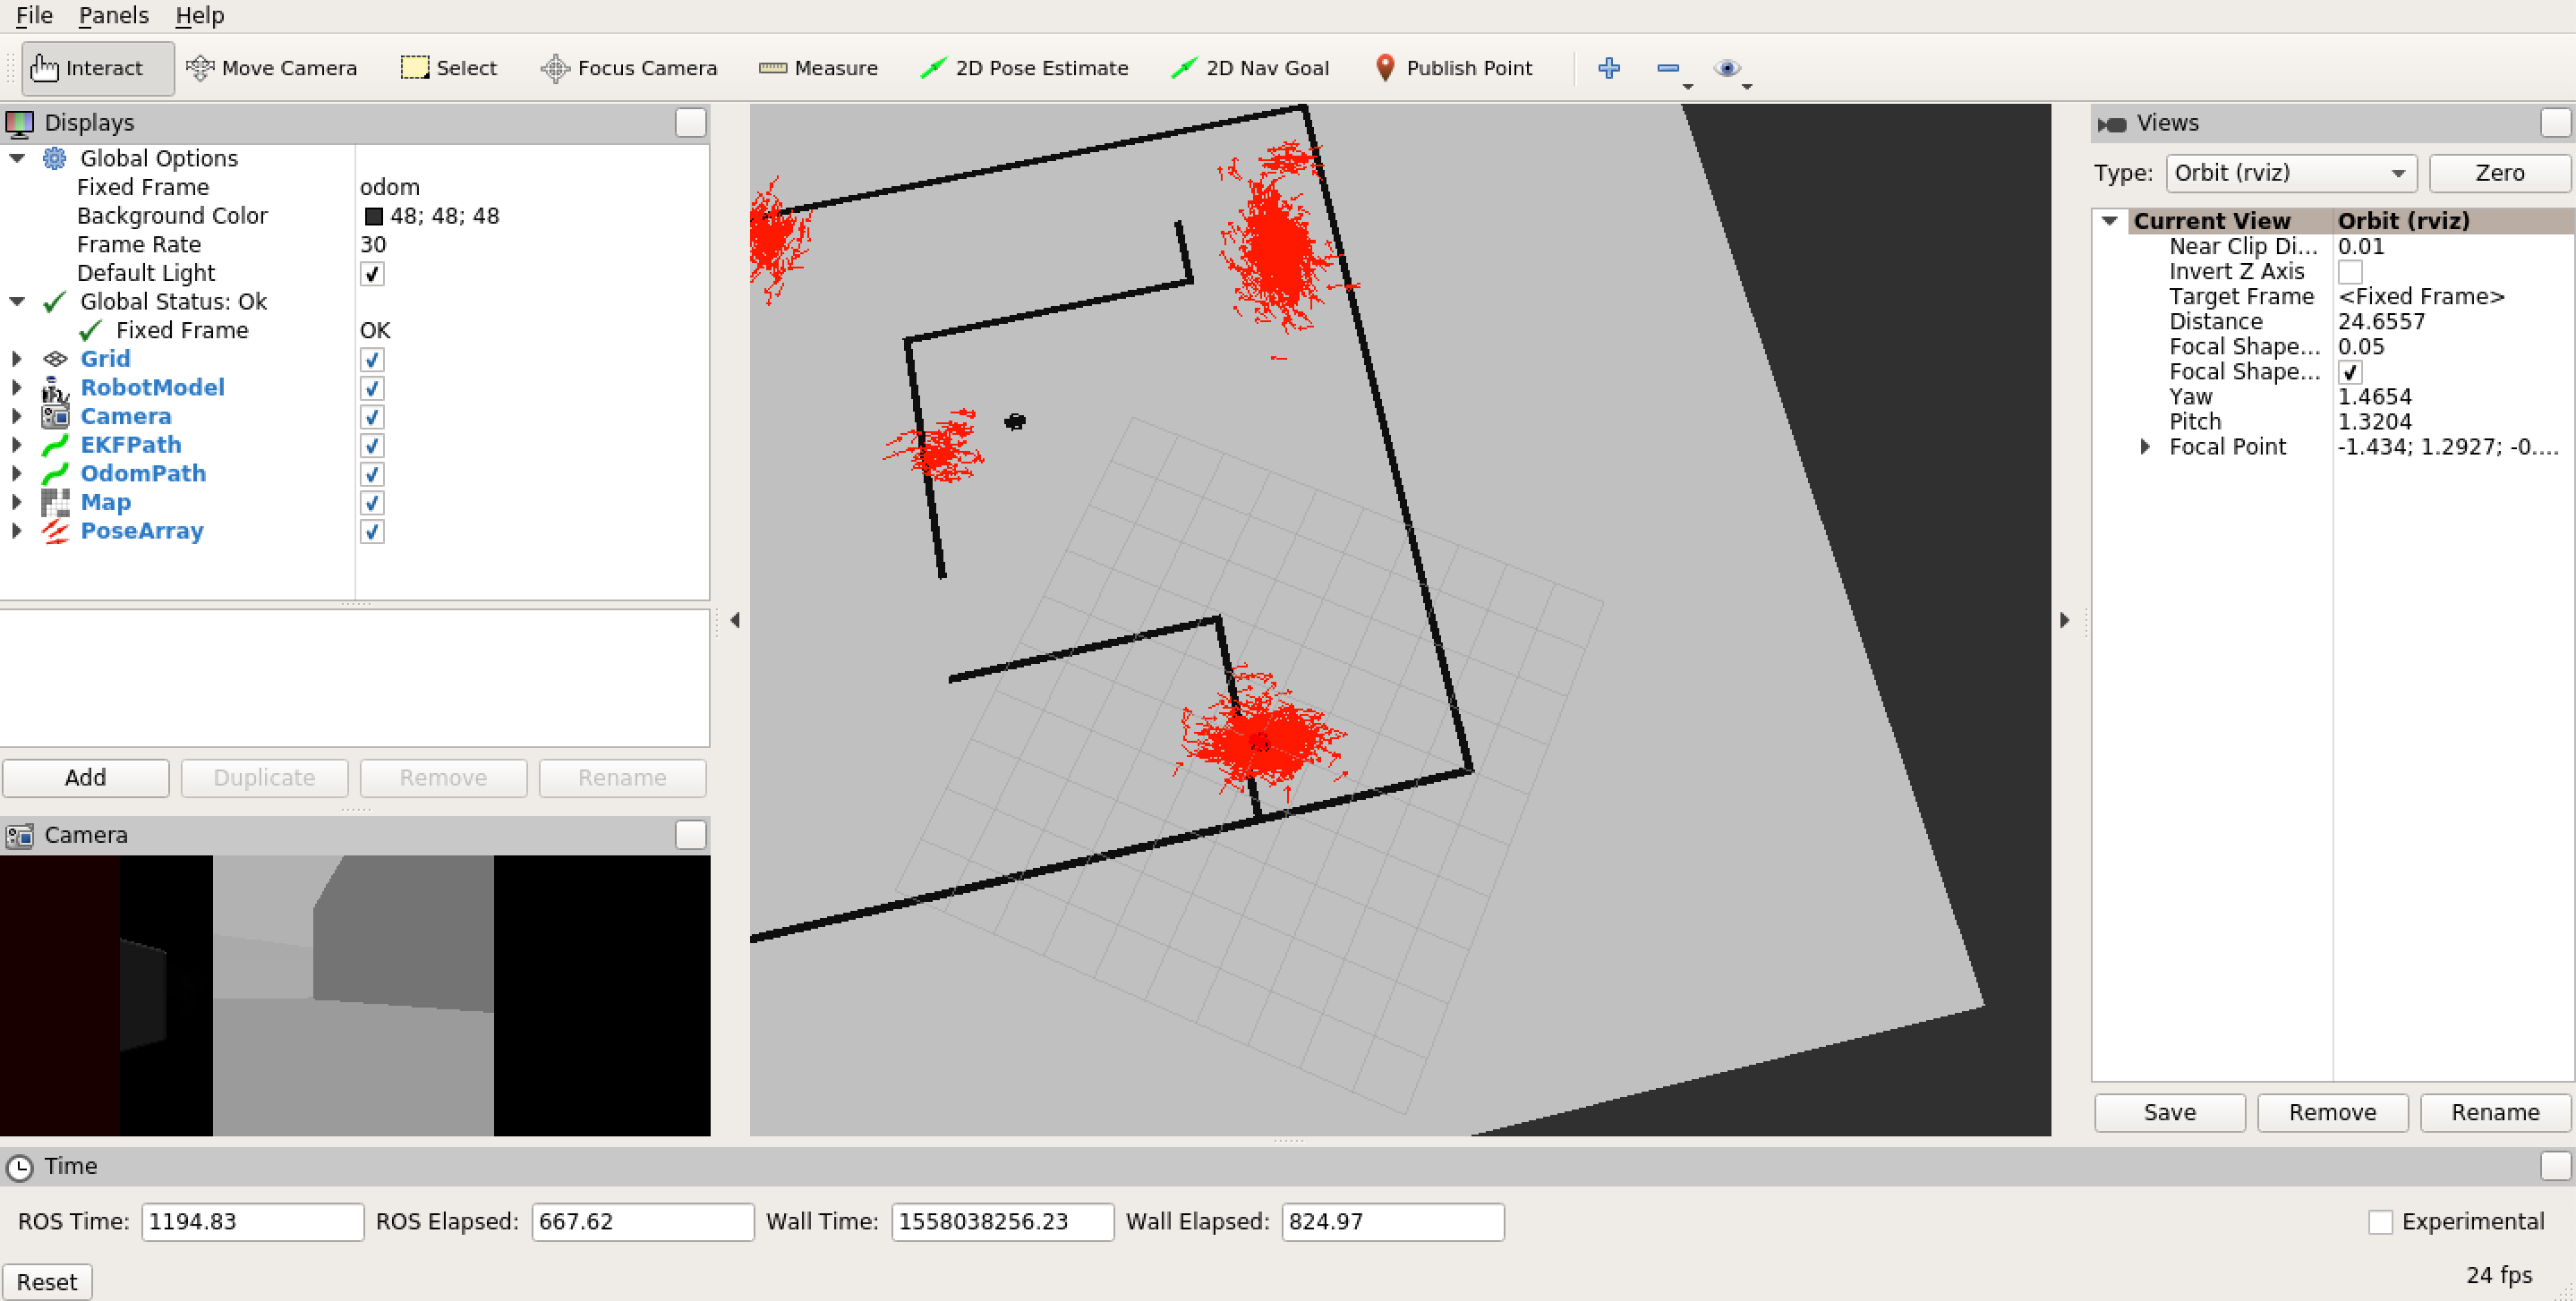 File Panels Help
Interact Move Camera Select Focus Camera Measure 2D Pose Estimate 2D Nav Goal Publish Point
Displays
Global Options
Fixed Frame odom
Background Color 48; 48; 48
Frame Rate 30
Default Light
Global Status: Ok
Fixed Frame OK
Grid
RobotModel
Camera
EKFPath
OdomPath
Map
PoseArray
Add Duplicate Remove Rename
Camera
Views
Type: Orbit (rviz) Zero
Current View Orbit (rviz)
Near Clip Di... 0.01
Invert Z Axis
Target Frame <Fixed Frame>
Distance 24.6557
Focal Shape... 0.05
Focal Shape...
Yaw 1.4654
Pitch 1.3204
Focal Point -1.434; 1.2927; -0....
Save Remove Rename
Time
ROS Time: 1194.83 ROS Elapsed: 667.62 Wall Time: 1558038256.23 Wall Elapsed: 824.97 Experimental
Reset 24 fps